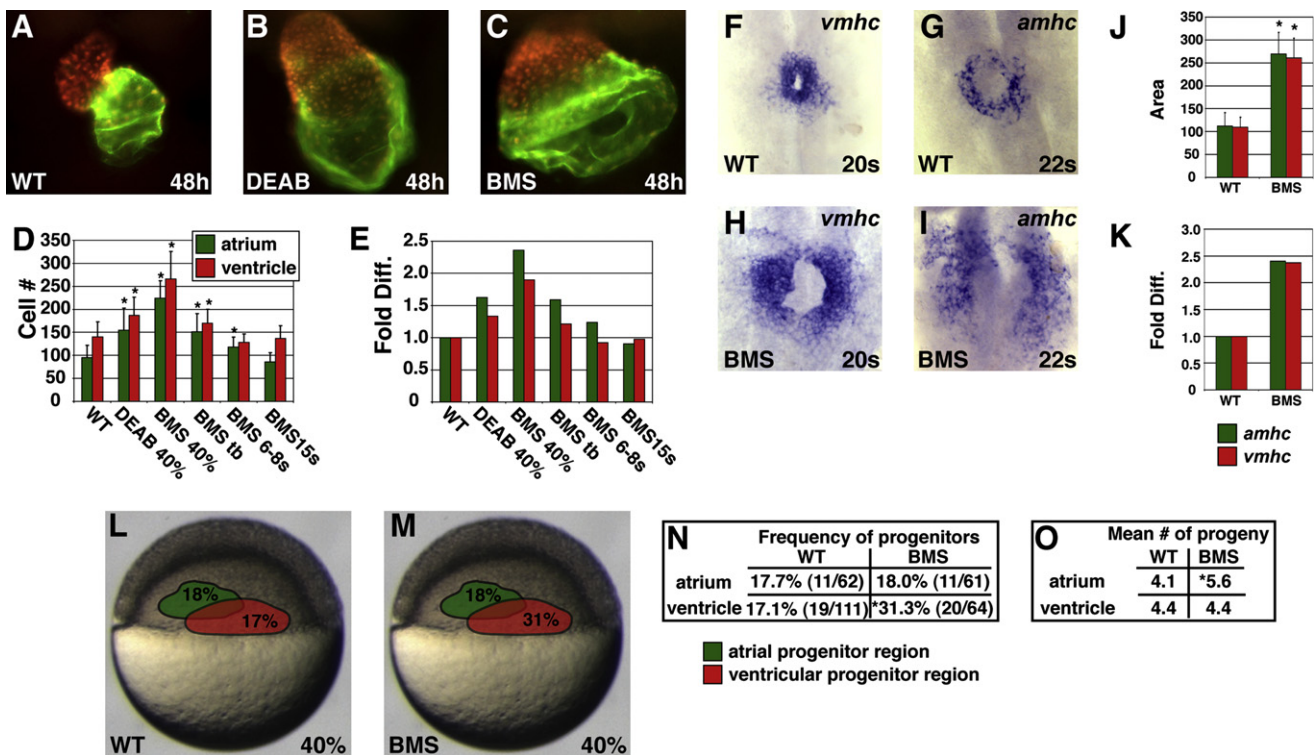 A
WT
48h
B
DEAB
48h
C
BMS
48h
D
Cell #
350
300
250
200
150
100
50
0
atrium
ventricle
WT
DEAB 40%
BMS 40%
BMS tb
BMS 6-8s
BMS15s
E
Fold Diff.
2.5
2.0
1.5
1.0
0.5
0
WT
DEAB 40%
BMS 40%
BMS tb
BMS 6-8s
BMS15s
F
vmhc
WT
20s
G
amhc
WT
22s
H
vmhc
BMS
20s
I
amhc
BMS
22s
J
Area
350
300
250
200
150
100
50
0
WT
BMS
K
Fold Diff.
3.0
2.5
2.0
1.5
1.0
0.5
0
WT
BMS
amhc
vmhc
L
18%
17%
WT
40%
M
18%
31%
BMS
40%
N
Frequency of progenitors
WT BMS
atrium 17.7% (11/62) 18.0% (11/61)
ventricle 17.1% (19/111) *31.3% (20/64)
atrial progenitor region
ventricular progenitor region
O
Mean # of progeny
WT BMS
atrium 4.1 *5.6
ventricle 4.4 4.4